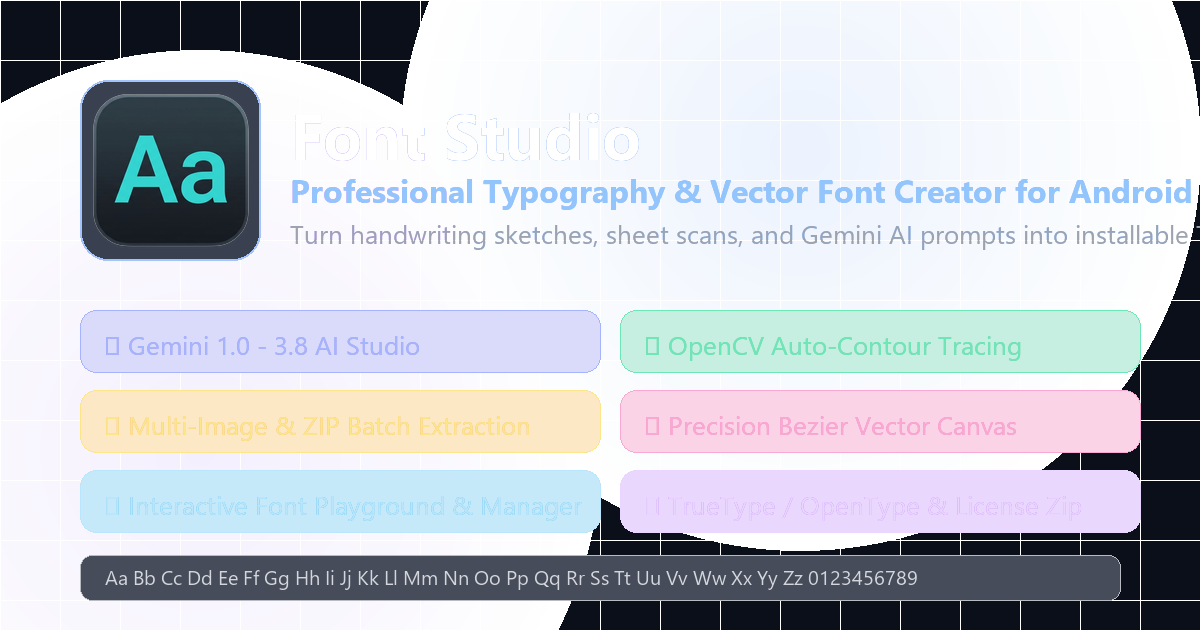 Aa
Font Studio
Professional Typography & Vector Font Creator for Android
Turn handwriting sketches, sheet scans, and Gemini AI prompts into installable
Gemini 1.0 - 3.8 AI Studio
OpenCV Auto-Contour Tracing
Multi-Image & ZIP Batch Extraction
Precision Bezier Vector Canvas
Interactive Font Playground & Manager
TrueType / OpenType & License Zip
Aa Bb Cc Dd Ee Ff Gg Hh Ii Jj Kk Ll Mm Nn Oo Pp Qq Rr Ss Tt Uu Vv Ww Xx Yy Zz 0123456789